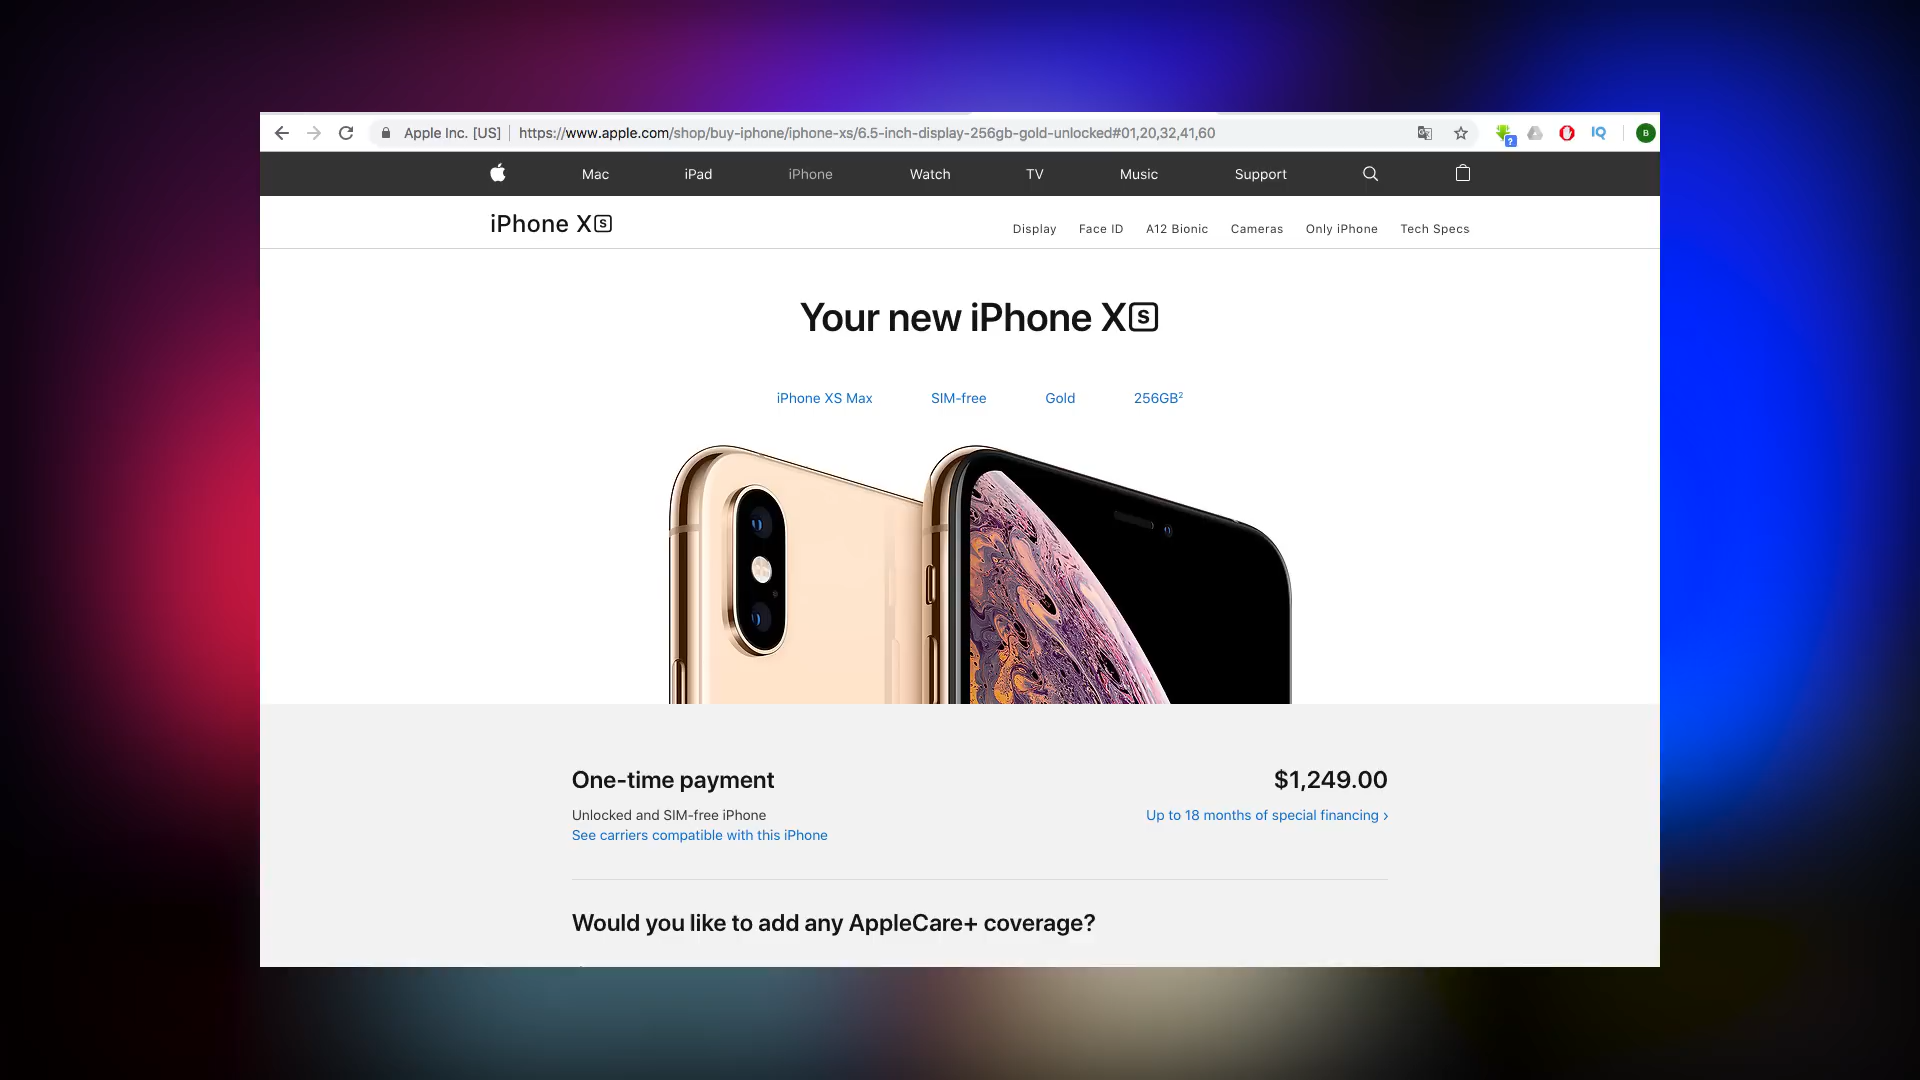 Apple Inc. [US] https://www.apple.com/shop/buy-iphone/iphone-xs/6.5-inch-display-256gb-gold-unlocked#01,20,32,41,60 ? IQ B
Mac iPad iPhone Watch TV Music Support
iPhone XS Display Face ID A12 Bionic Cameras Only iPhone Tech Specs
Your new iPhone XS
iPhone XS Max SIM-free Gold 256GB²
One-time payment $1,249.00
Unlocked and SIM-free iPhone Up to 18 months of special financing ›
See carriers compatible with this iPhone
Would you like to add any AppleCare+ coverage?